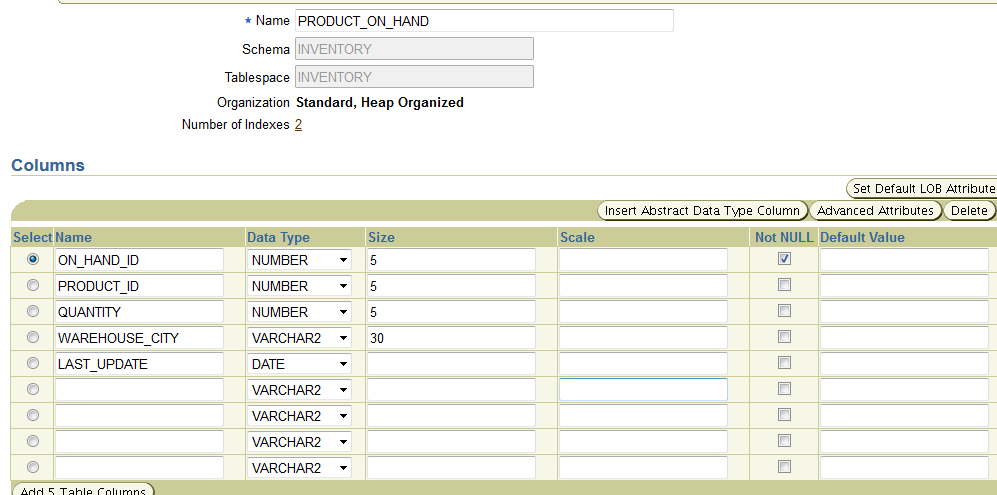 * Name PRODUCT_ON_HAND
Schema INVENTORY
Tablespace INVENTORY
Organization Standard, Heap Organized
Number of Indexes 2
Columns
Set Default LOB Attribute
Insert Abstract Data Type Column Advanced Attributes Delete
Select Name Data Type Size Scale Not NULL Default Value
ON_HAND_ID NUMBER 5
PRODUCT_ID NUMBER 5
QUANTITY NUMBER 5
WAREHOUSE_CITY VARCHAR2 30
LAST_UPDATE DATE
VARCHAR2
VARCHAR2
VARCHAR2
VARCHAR2
Add 5 Table Columns